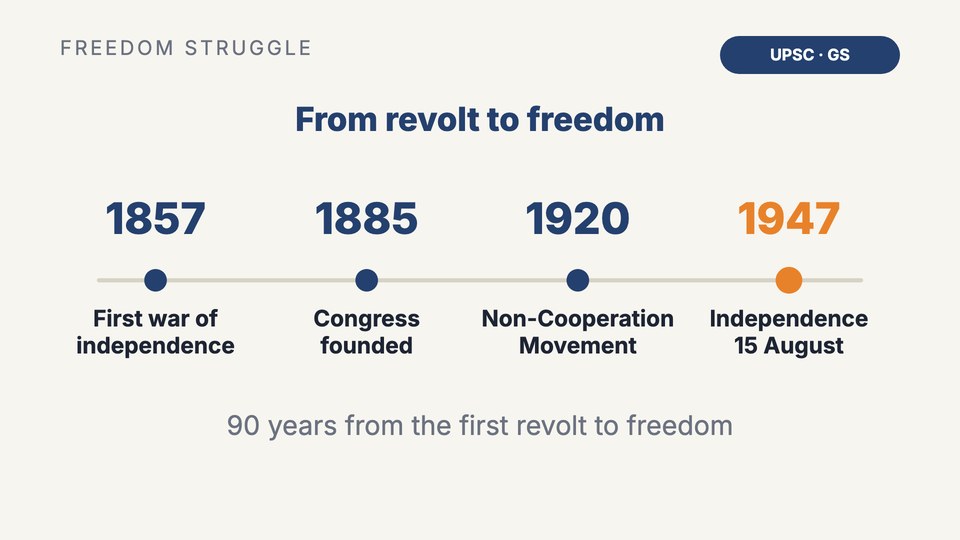 FREEDOM STRUGGLE
UPSC · GS
From revolt to freedom
1857
1885
1920
1947
First war of
independence
Congress
founded
Non-Cooperation
Movement
Independence
15 August
90 years from the first revolt to freedom